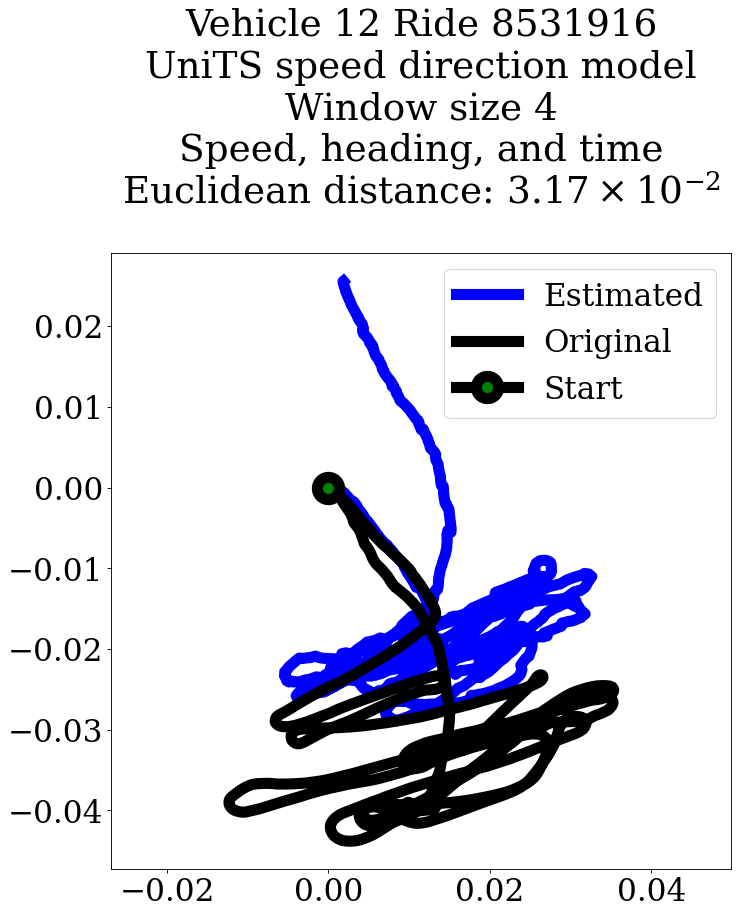 Vehicle 12 Ride 8531916
UniTS speed direction model
Window size 4
Speed, heading, and time
Euclidean distance: 3.17 × 10⁻²
Estimated
Original
Start
0.02
0.01
0.00
−0.01
−0.02
−0.03
−0.04
−0.02 0.00 0.02 0.04